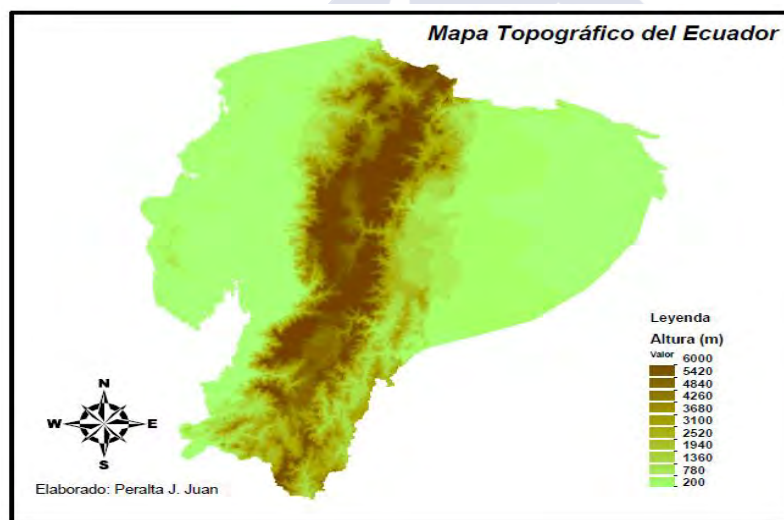 Mapa Topográfico del Ecuador
Leyenda
Altura (m)
Valor
6000
5420
4840
4260
3680
3100
2520
1940
1360
780
200
N
W E
S
Elaborado: Peralta J. Juan